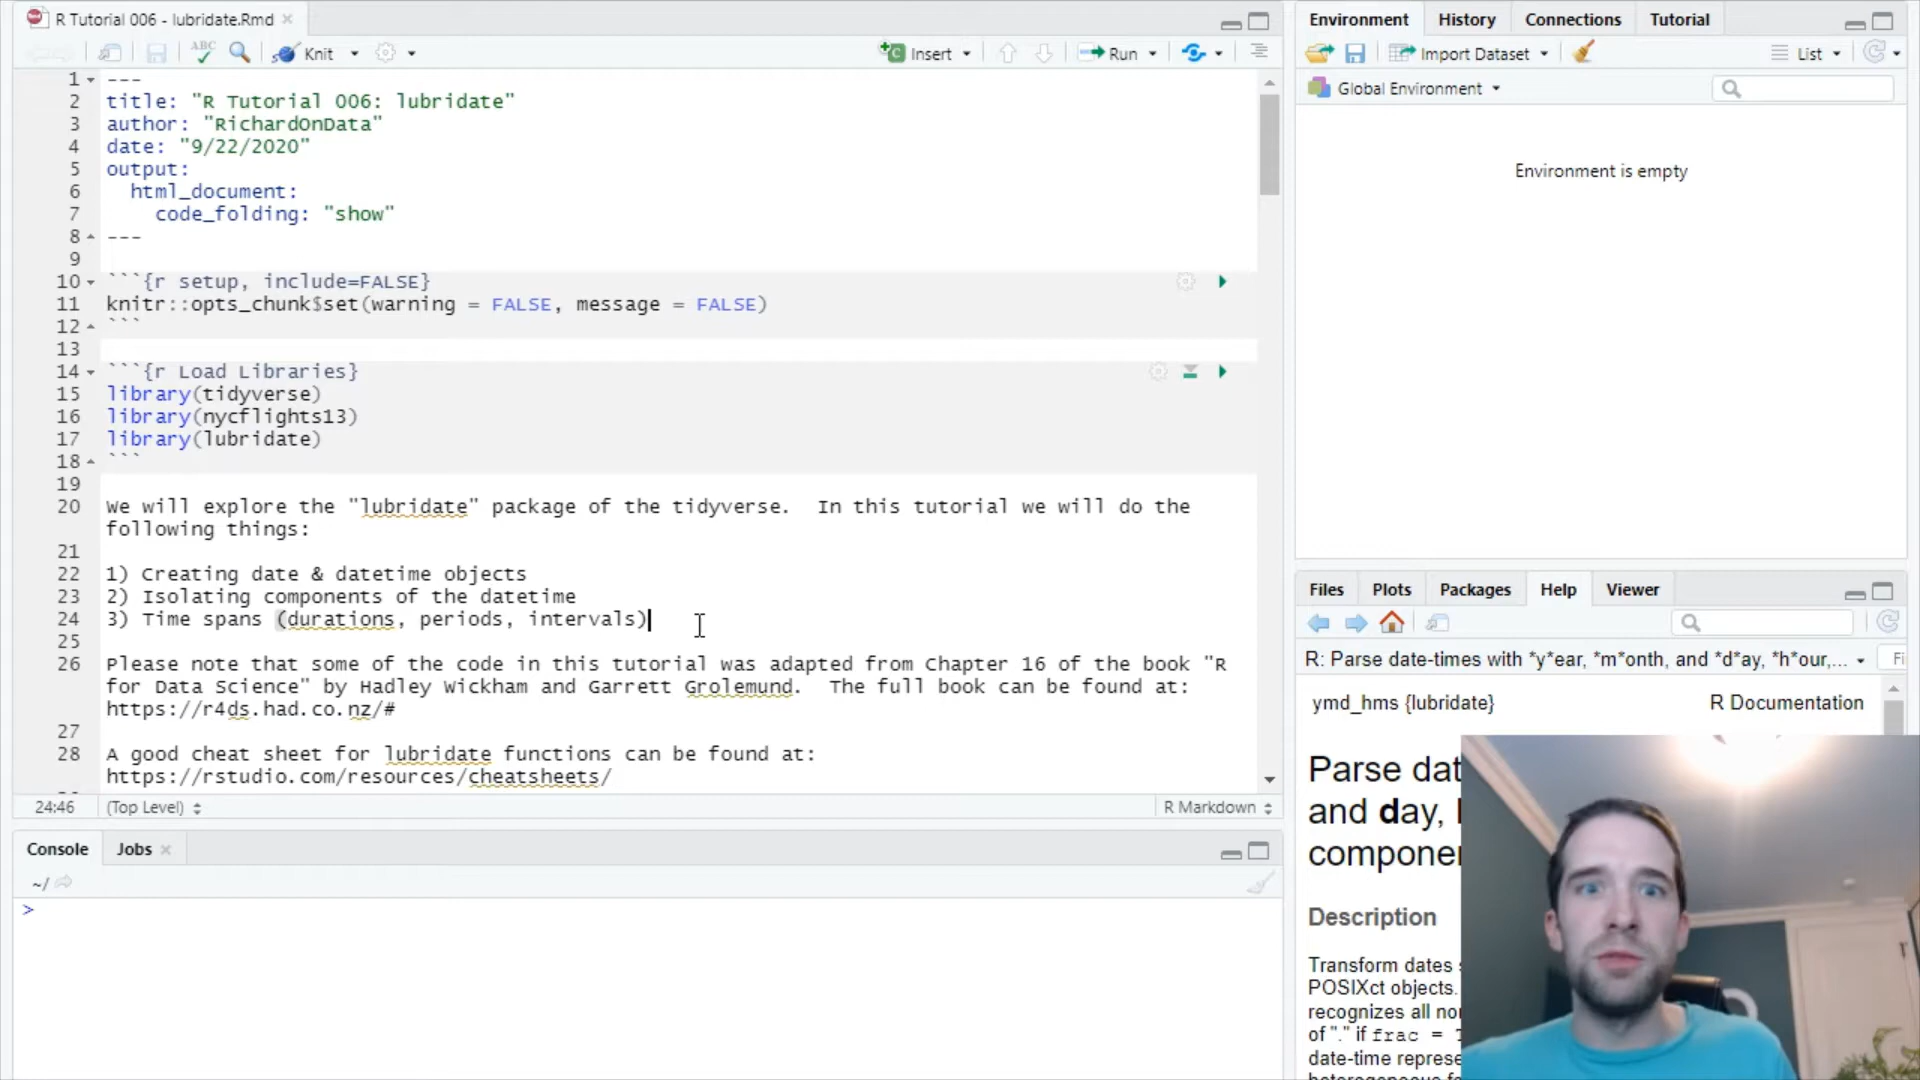 R Tutorial 006 - lubridate.Rmd
ABC
Knit
Insert
Run
1 ---
2 title: "R Tutorial 006: lubridate"
3 author: "RichardOnData"
4 date: "9/22/2020"
5 output:
6 html_document:
7 code_folding: "show"
8 ---
9
10 ```{r setup, include=FALSE}
11 knitr::opts_chunk$set(warning = FALSE, message = FALSE)
12 ```
13
14 ```{r Load Libraries}
15 library(tidyverse)
16 library(nycflights13)
17 library(lubridate)
18 ```
19
20 We will explore the "lubridate" package of the tidyverse.  In this tutorial we will do the
following things:
21
22 1) Creating date & datetime objects
23 2) Isolating components of the datetime
24 3) Time spans (durations, periods, intervals)
25
26 Please note that some of the code in this tutorial was adapted from Chapter 16 of the book "R
for Data Science" by Hadley Wickham and Garrett Grolemund.  The full book can be found at:
https://r4ds.had.co.nz/#
27
28 A good cheat sheet for lubridate functions can be found at:
https://rstudio.com/resources/cheatsheets/
24:46 (Top Level) R Markdown
Console Jobs
~/
>
Environment History Connections Tutorial
Import Dataset List
Global Environment
Environment is empty
Files Plots Packages Help Viewer
R: Parse date-times with *y*ear, *m*onth, and *d*ay, *h*our,...
ymd_hms {lubridate} R Documentation
Parse dat
and day,
componen
Description
Transform dates
POSIXct objects.
recognizes all no
of "." if frac =
date-time repres